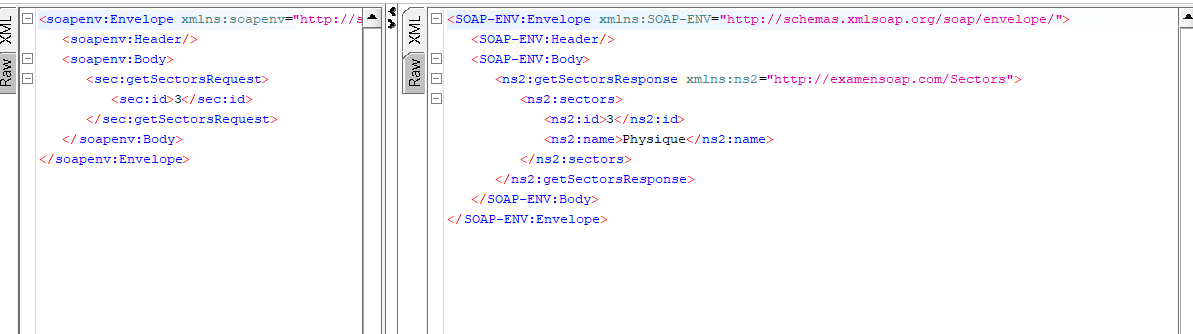 XML
Raw
<soapenv:Envelope xmlns:soapenv="http://s
<soapenv:Header/>
<soapenv:Body>
<sec:getSectorsRequest>
<sec:id>3</sec:id>
</sec:getSectorsRequest>
</soapenv:Body>
</soapenv:Envelope>
XML
Raw
<SOAP-ENV:Envelope xmlns:SOAP-ENV="http://schemas.xmlsoap.org/soap/envelope/">
<SOAP-ENV:Header/>
<SOAP-ENV:Body>
<ns2:getSectorsResponse xmlns:ns2="http://examensoap.com/Sectors">
<ns2:sectors>
<ns2:id>3</ns2:id>
<ns2:name>Physique</ns2:name>
</ns2:sectors>
</ns2:getSectorsResponse>
</SOAP-ENV:Body>
</SOAP-ENV:Envelope>